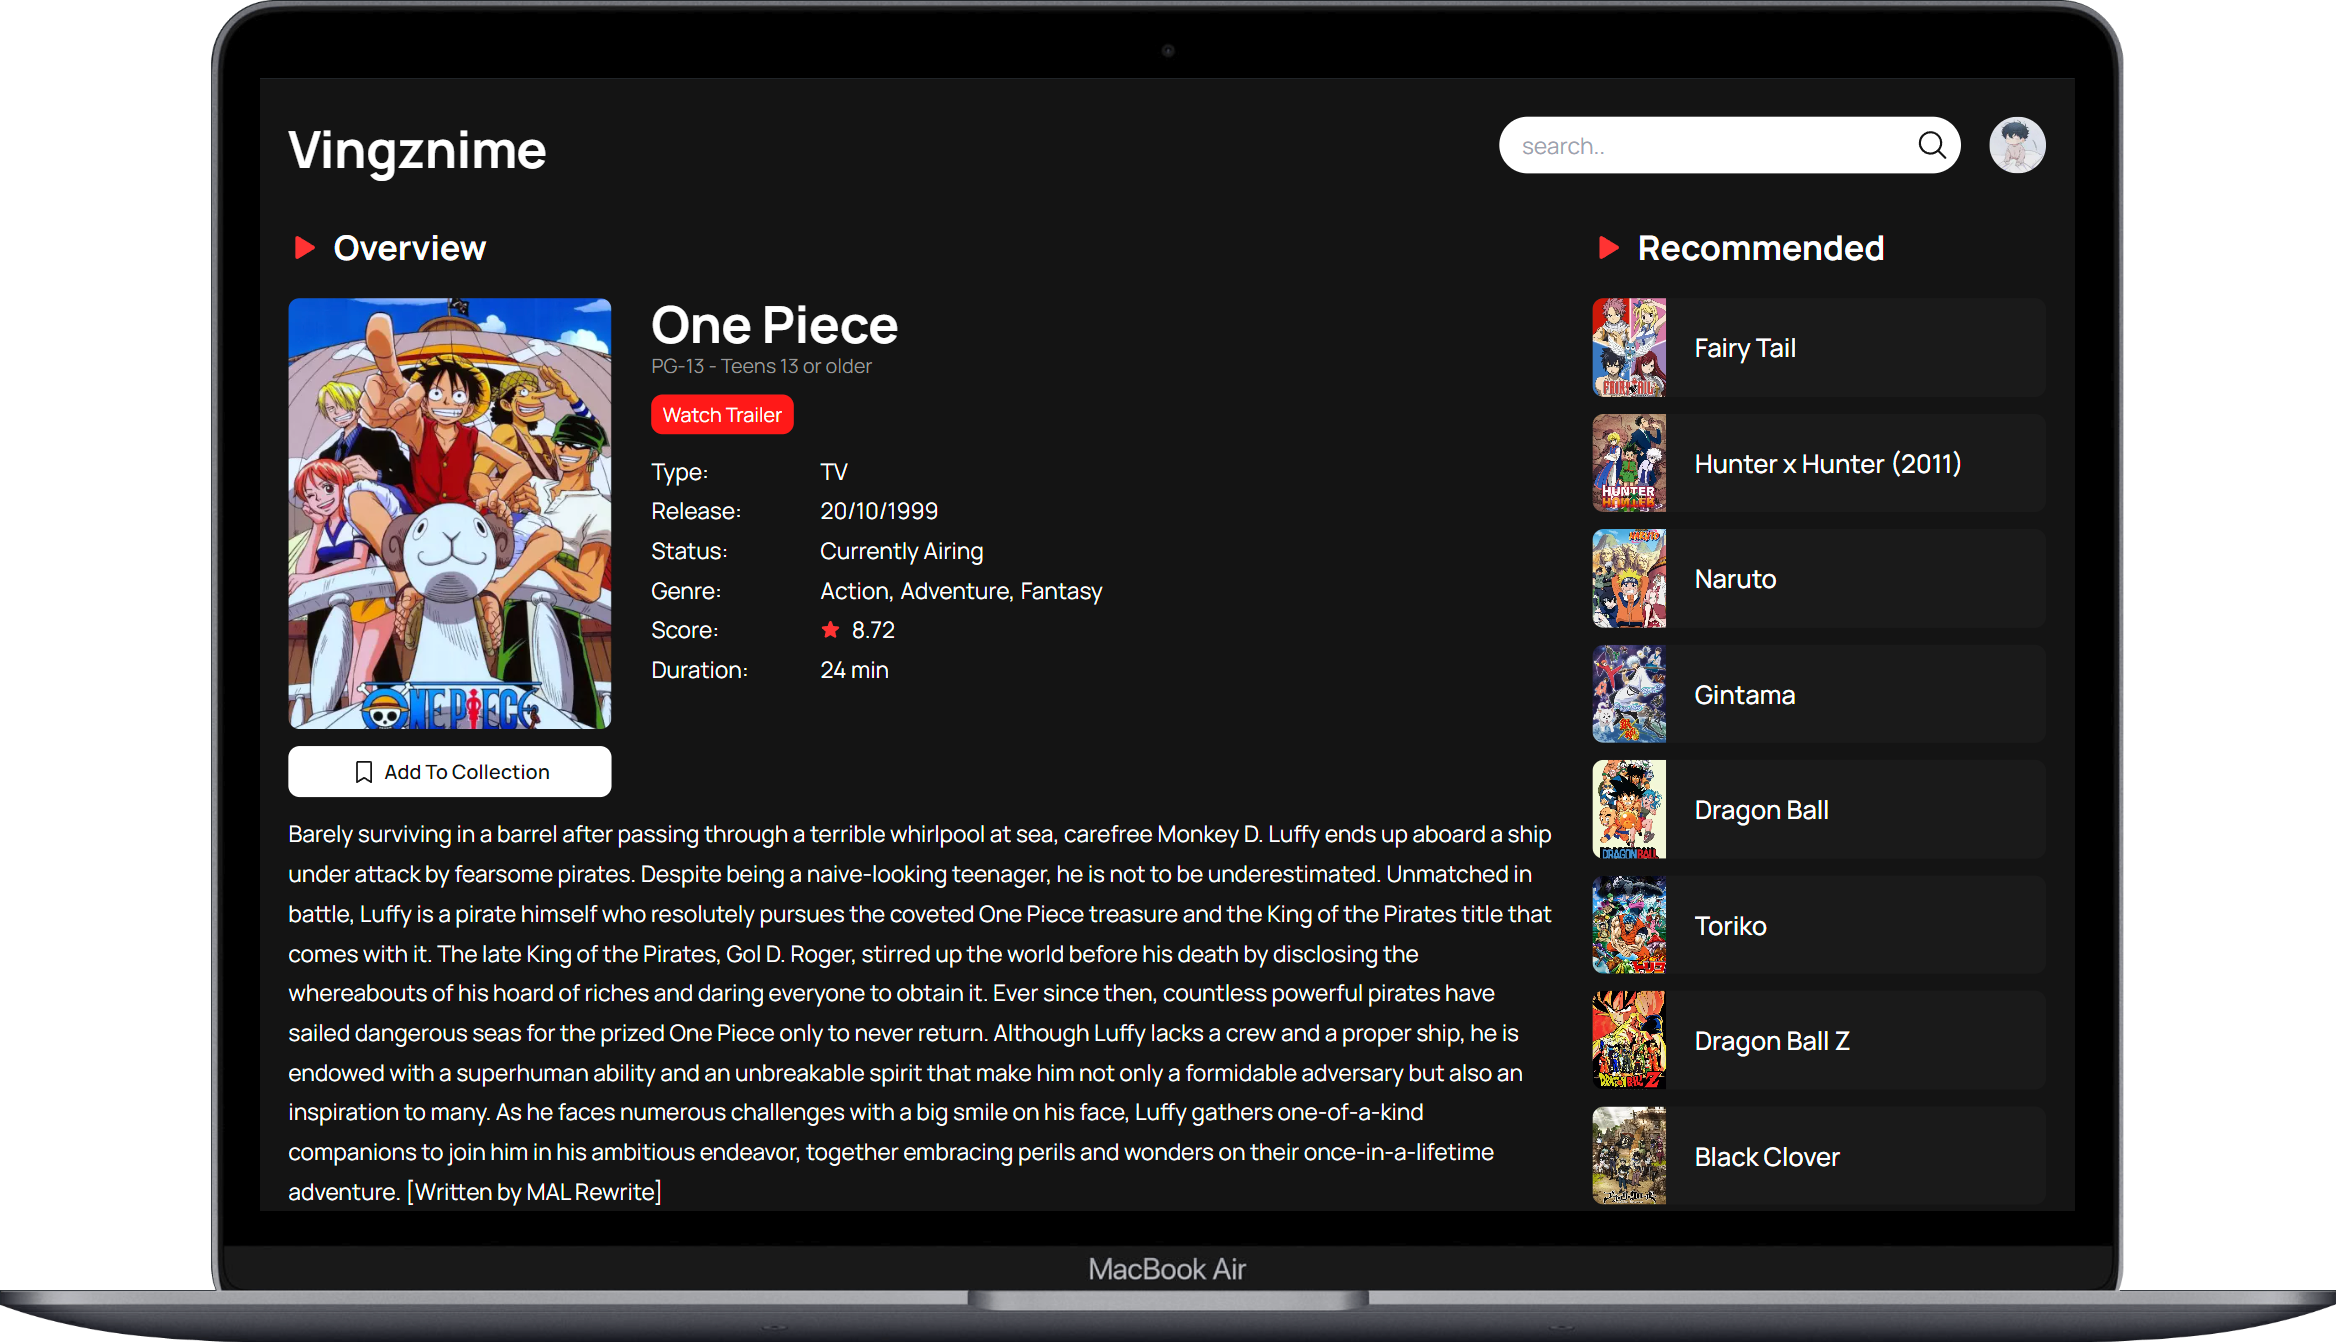 Vingznime
search..
Overview
Recommended
ONE PIECE
One Piece
PG-13 - Teens 13 or older
Watch Trailer
Type: TV
Release: 20/10/1999
Status: Currently Airing
Genre: Action, Adventure, Fantasy
Score: 8.72
Duration: 24 min
Add To Collection
Barely surviving in a barrel after passing through a terrible whirlpool at sea, carefree Monkey D. Luffy ends up aboard a ship
under attack by fearsome pirates. Despite being a naive-looking teenager, he is not to be underestimated. Unmatched in
battle, Luffy is a pirate himself who resolutely pursues the coveted One Piece treasure and the King of the Pirates title that
comes with it. The late King of the Pirates, Gol D. Roger, stirred up the world before his death by disclosing the
whereabouts of his hoard of riches and daring everyone to obtain it. Ever since then, countless powerful pirates have
sailed dangerous seas for the prized One Piece only to never return. Although Luffy lacks a crew and a proper ship, he is
endowed with a superhuman ability and an unbreakable spirit that make him not only a formidable adversary but also an
inspiration to many. As he faces numerous challenges with a big smile on his face, Luffy gathers one-of-a-kind
companions to join him in his ambitious endeavor, together embracing perils and wonders on their once-in-a-lifetime
adventure. [Written by MAL Rewrite]
FAIRY TAIL
Fairy Tail
HUNTER
HUNTER
Hunter x Hunter (2011)
Naruto
Gintama
DRAGON BALL
Dragon Ball
Toriko
DRAGON BALL Z
Dragon Ball Z
Black Clover
MacBook Air